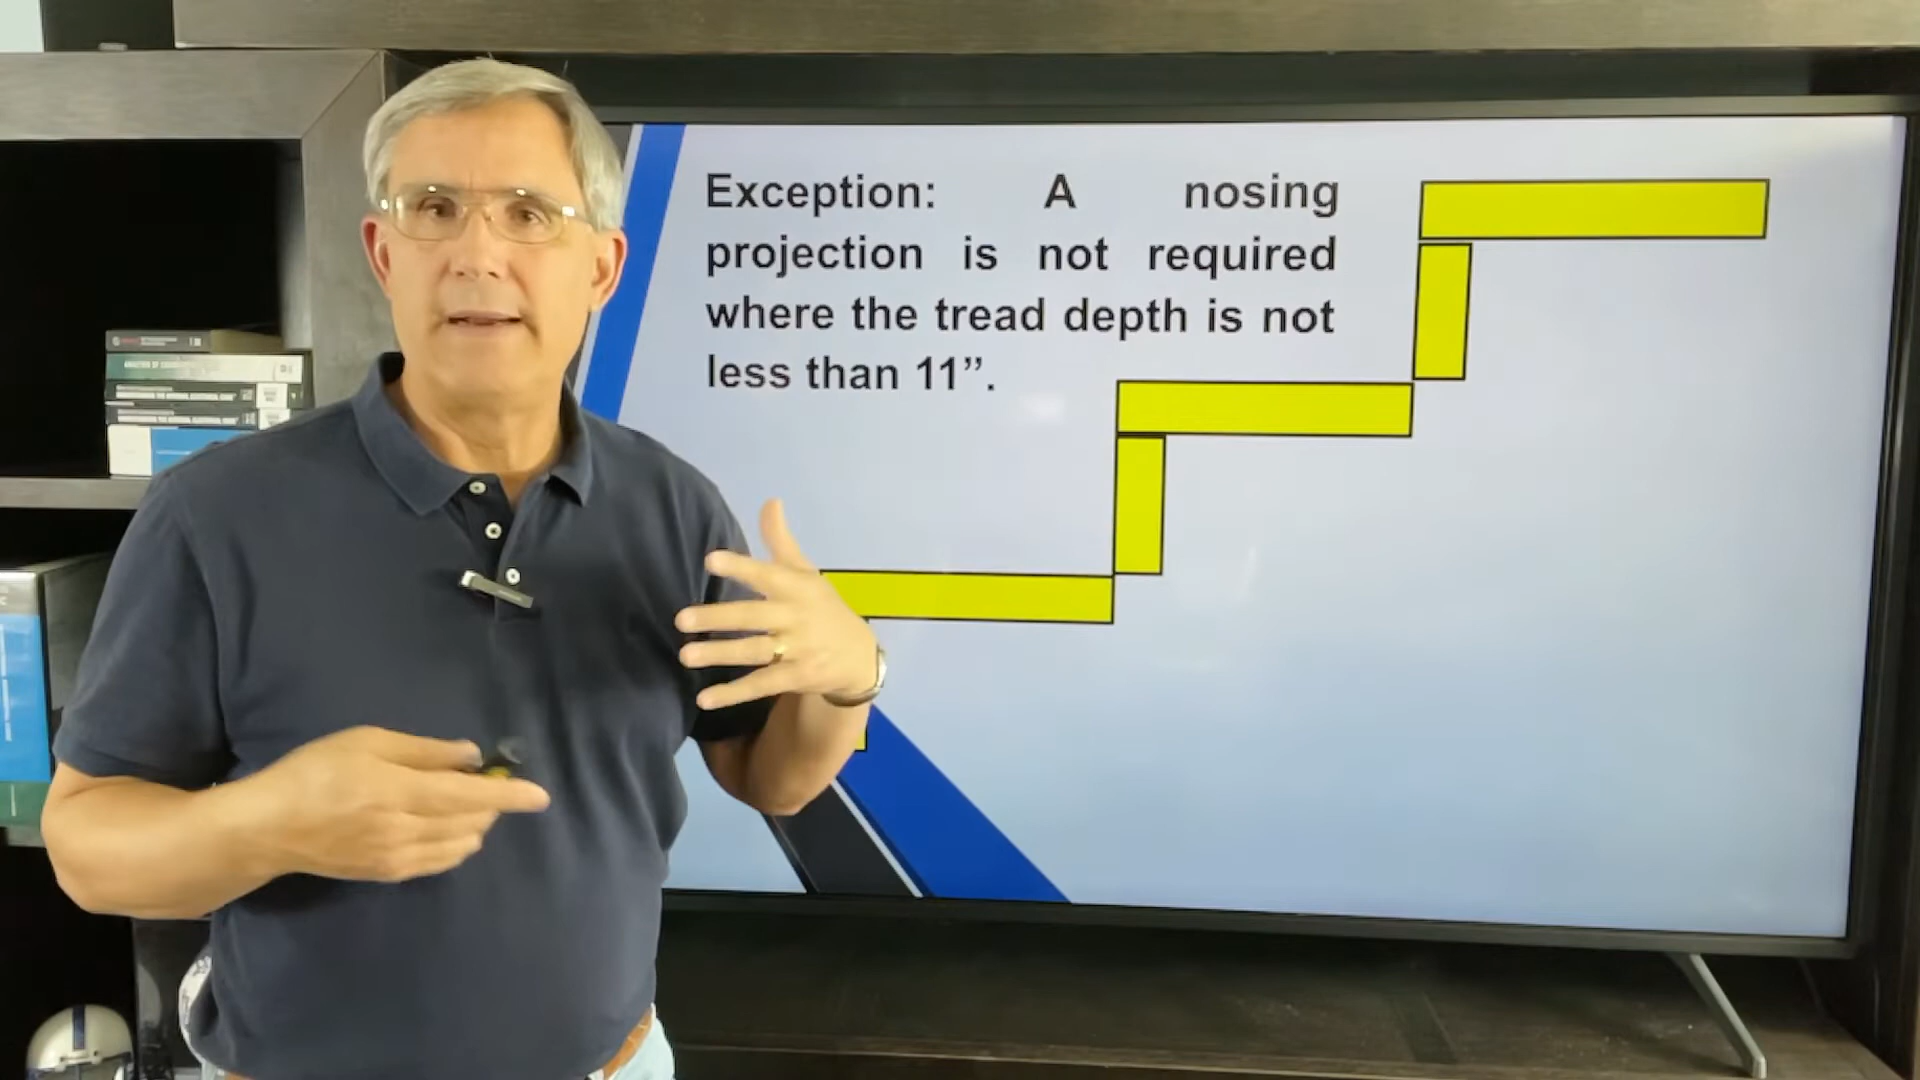 Exception: A nosing
projection is not required
where the tread depth is not
less than 11”.